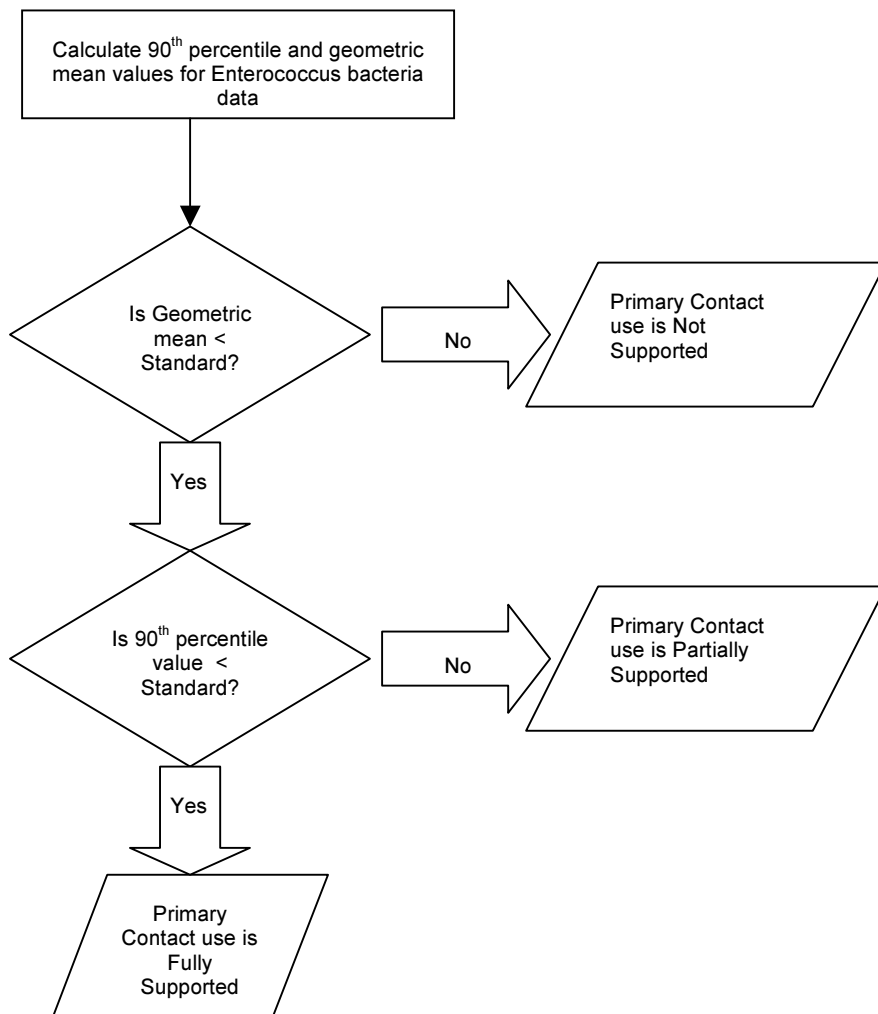 Calculate 90th percentile and geometric
mean values for Enterococcus bacteria
data
Is Geometric
mean <
Standard?
No
Primary Contact
use is Not
Supported
Yes
Is 90th percentile
value <
Standard?
No
Primary Contact
use is Partially
Supported
Yes
Primary
Contact use is
Fully
Supported